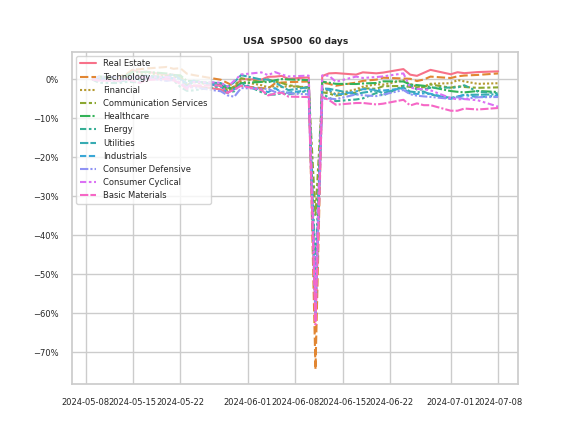 USA SP500 60 days
Real Estate
Technology
Financial
Communication Services
Healthcare
Energy
Utilities
Industrials
Consumer Defensive
Consumer Cyclical
Basic Materials
0%
−10%
−20%
−30%
−40%
−50%
−60%
−70%
2024-05-08 2024-05-15 2024-05-22 2024-06-01 2024-06-08 2024-06-15 2024-06-22 2024-07-01 2024-07-08